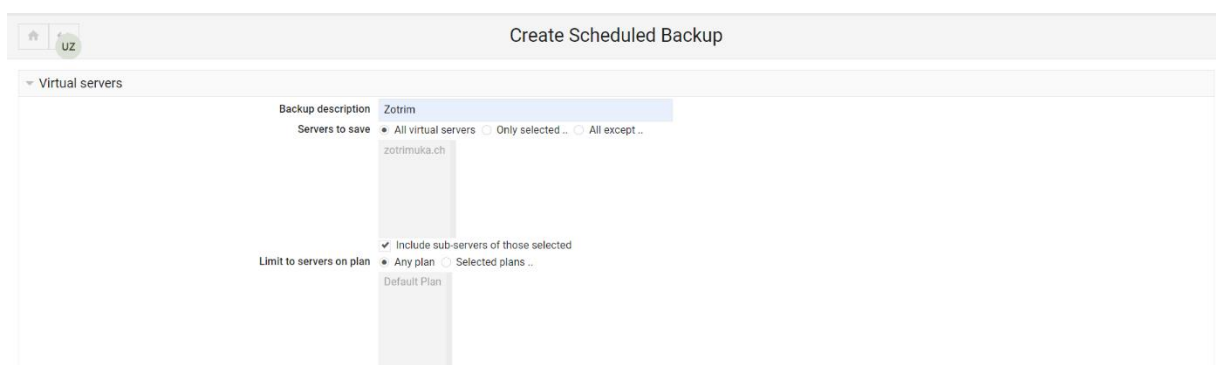 Create Scheduled Backup
UZ
Virtual servers
Backup description Zotrim
Servers to save All virtual servers Only selected .. All except ..
zotrimuka.ch
Include sub-servers of those selected
Limit to servers on plan Any plan Selected plans ..
Default Plan